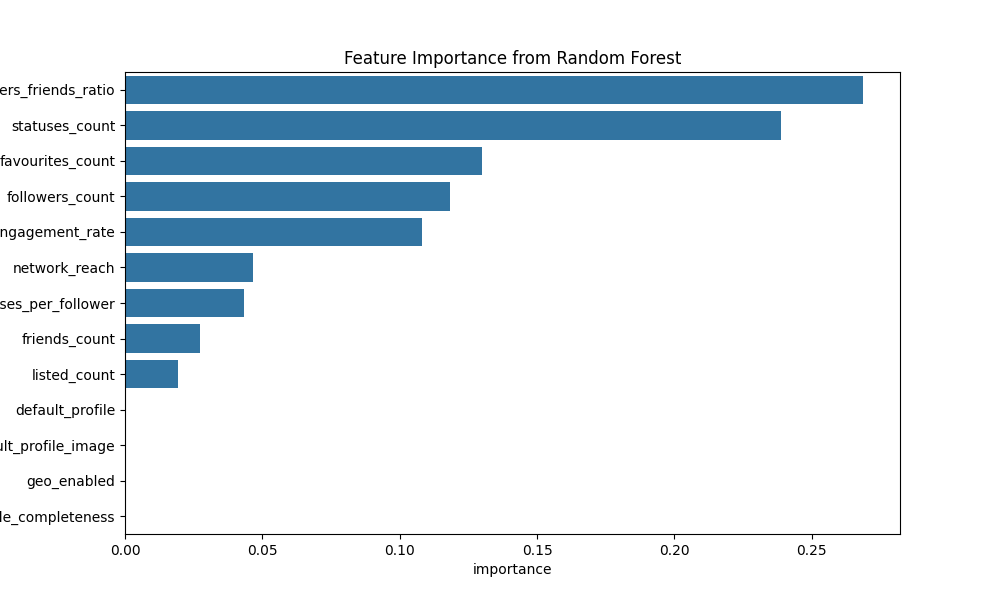 Feature Importance from Random Forest
ers_friends_ratio
statuses_count
favourites_count
followers_count
ngagement_rate
network_reach
ses_per_follower
friends_count
listed_count
default_profile
ult_profile_image
geo_enabled
le_completeness
0.00 0.05 0.10 0.15 0.20 0.25
importance